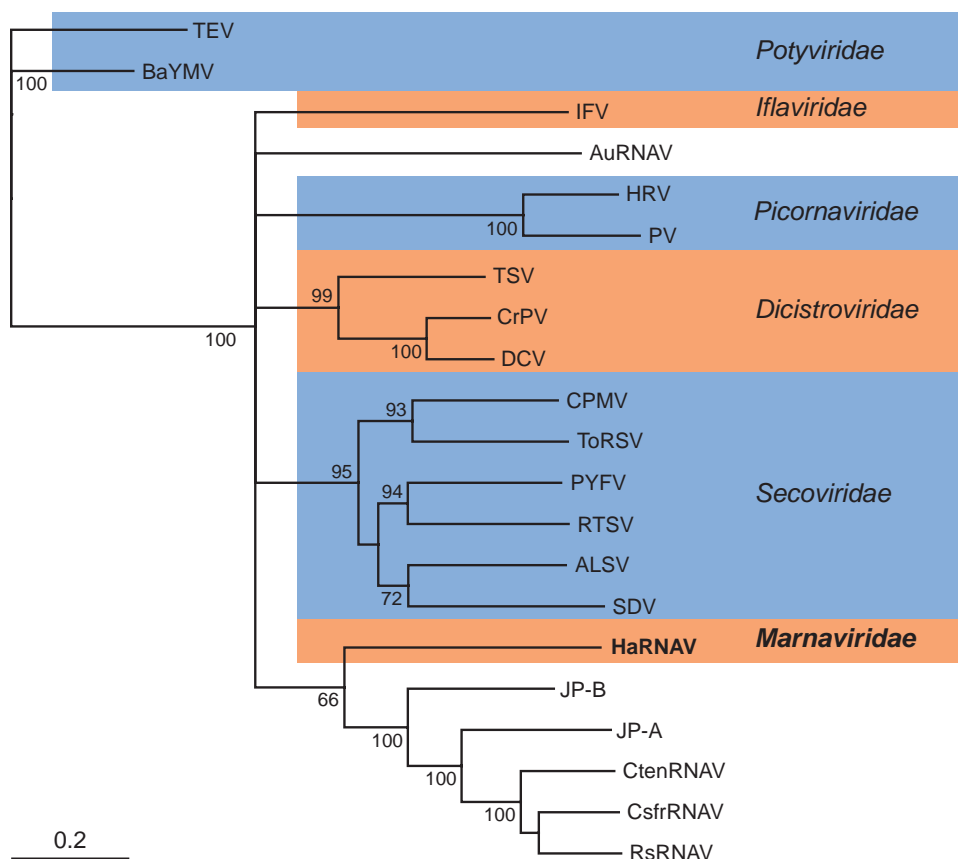 TEV
Potyviridae
100 BaYMV
IFV Iflaviridae
AuRNAV
HRV
Picornaviridae
100 PV
TSV
99
CrPV Dicistroviridae
100 100 DCV
CPMV
93
ToRSV
95
PYFV
94 Secoviridae
RTSV
ALSV
72 SDV
HaRNAV Marnaviridae
66 JP-B
100 JP-A
100 CtenRNAV
100 CsfrRNAV
0.2 RsRNAV